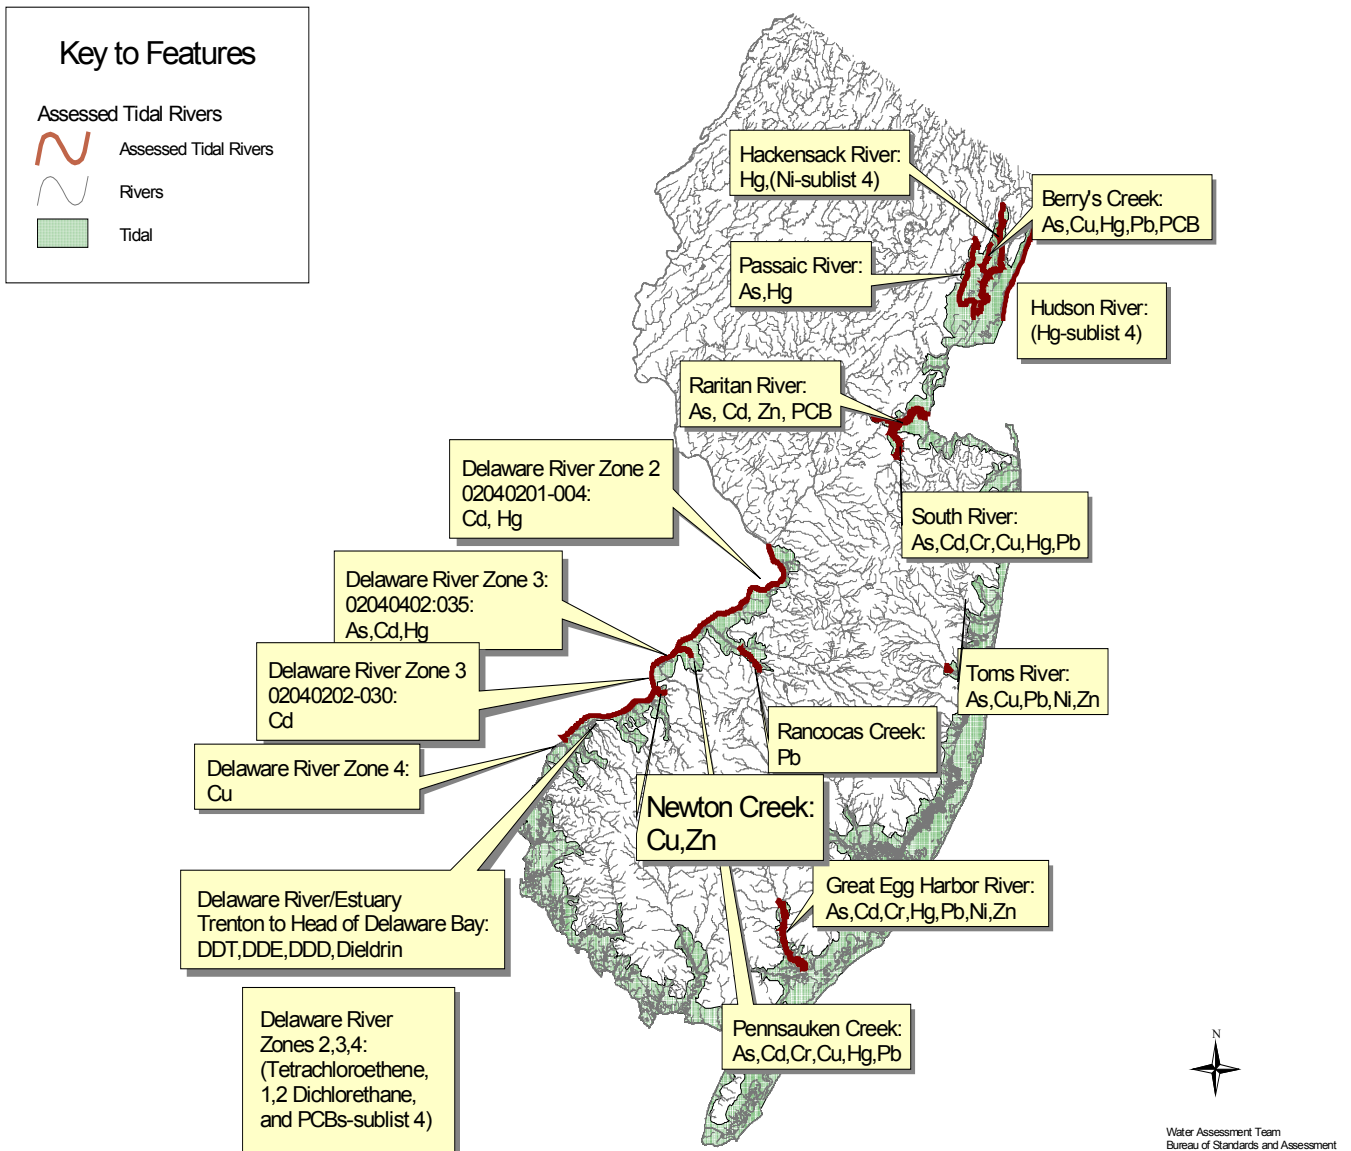 Key to Features
Assessed Tidal Rivers
Assessed Tidal Rivers
Rivers
Tidal
Hackensack River:
Hg,(Ni-sublist 4)
Berry's Creek:
As,Cu,Hg,Pb,PCB
Passaic River:
As,Hg
Hudson River:
(Hg-sublist 4)
Raritan River:
As, Cd, Zn, PCB
Delaware River Zone 2
02040201-004:
Cd, Hg
South River:
As,Cd,Cr,Cu,Hg,Pb
Delaware River Zone 3:
02040402:035:
As,Cd,Hg
Delaware River Zone 3
02040202-030:
Cd
Toms River:
As,Cu,Pb,Ni,Zn
Rancocas Creek:
Pb
Delaware River Zone 4:
Cu
Newton Creek:
Cu,Zn
Great Egg Harbor River:
As,Cd,Cr,Hg,Pb,Ni,Zn
Delaware River/Estuary
Trenton to Head of Delaware Bay:
DDT,DDE,DDD,Dieldrin
Delaware River
Zones 2,3,4:
(Tetrachloroethene,
1,2 Dichlorethane,
and PCBs-sublist 4)
Pennsauken Creek:
As,Cd,Cr,Cu,Hg,Pb
N
Water Assessment Team
Bureau of Standards and Assessment